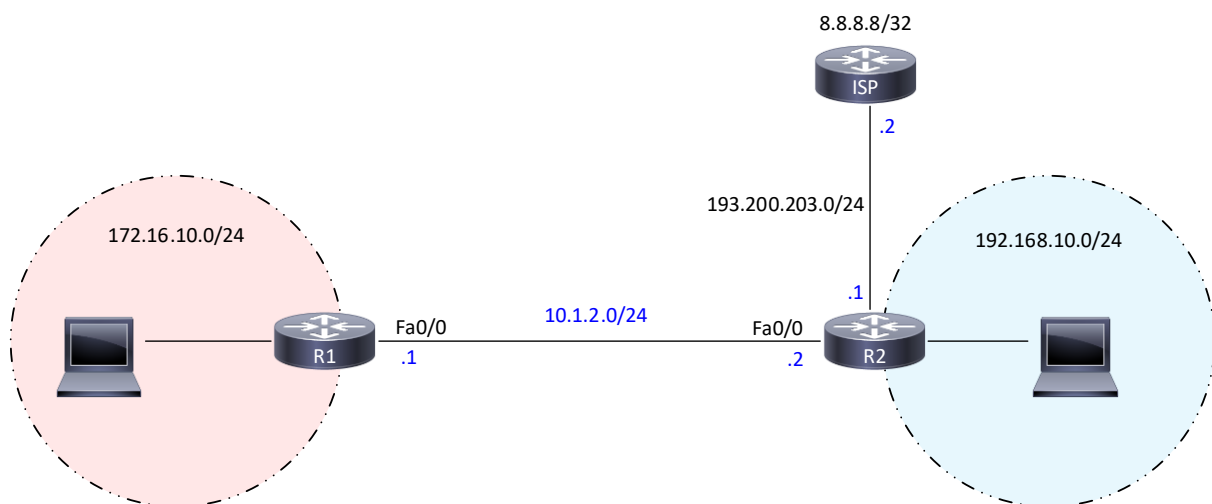 8.8.8.8/32
ISP
.2
193.200.203.0/24
172.16.10.0/24
192.168.10.0/24
.1
10.1.2.0/24
Fa0/0
Fa0/0
R1
R2
.1
.2